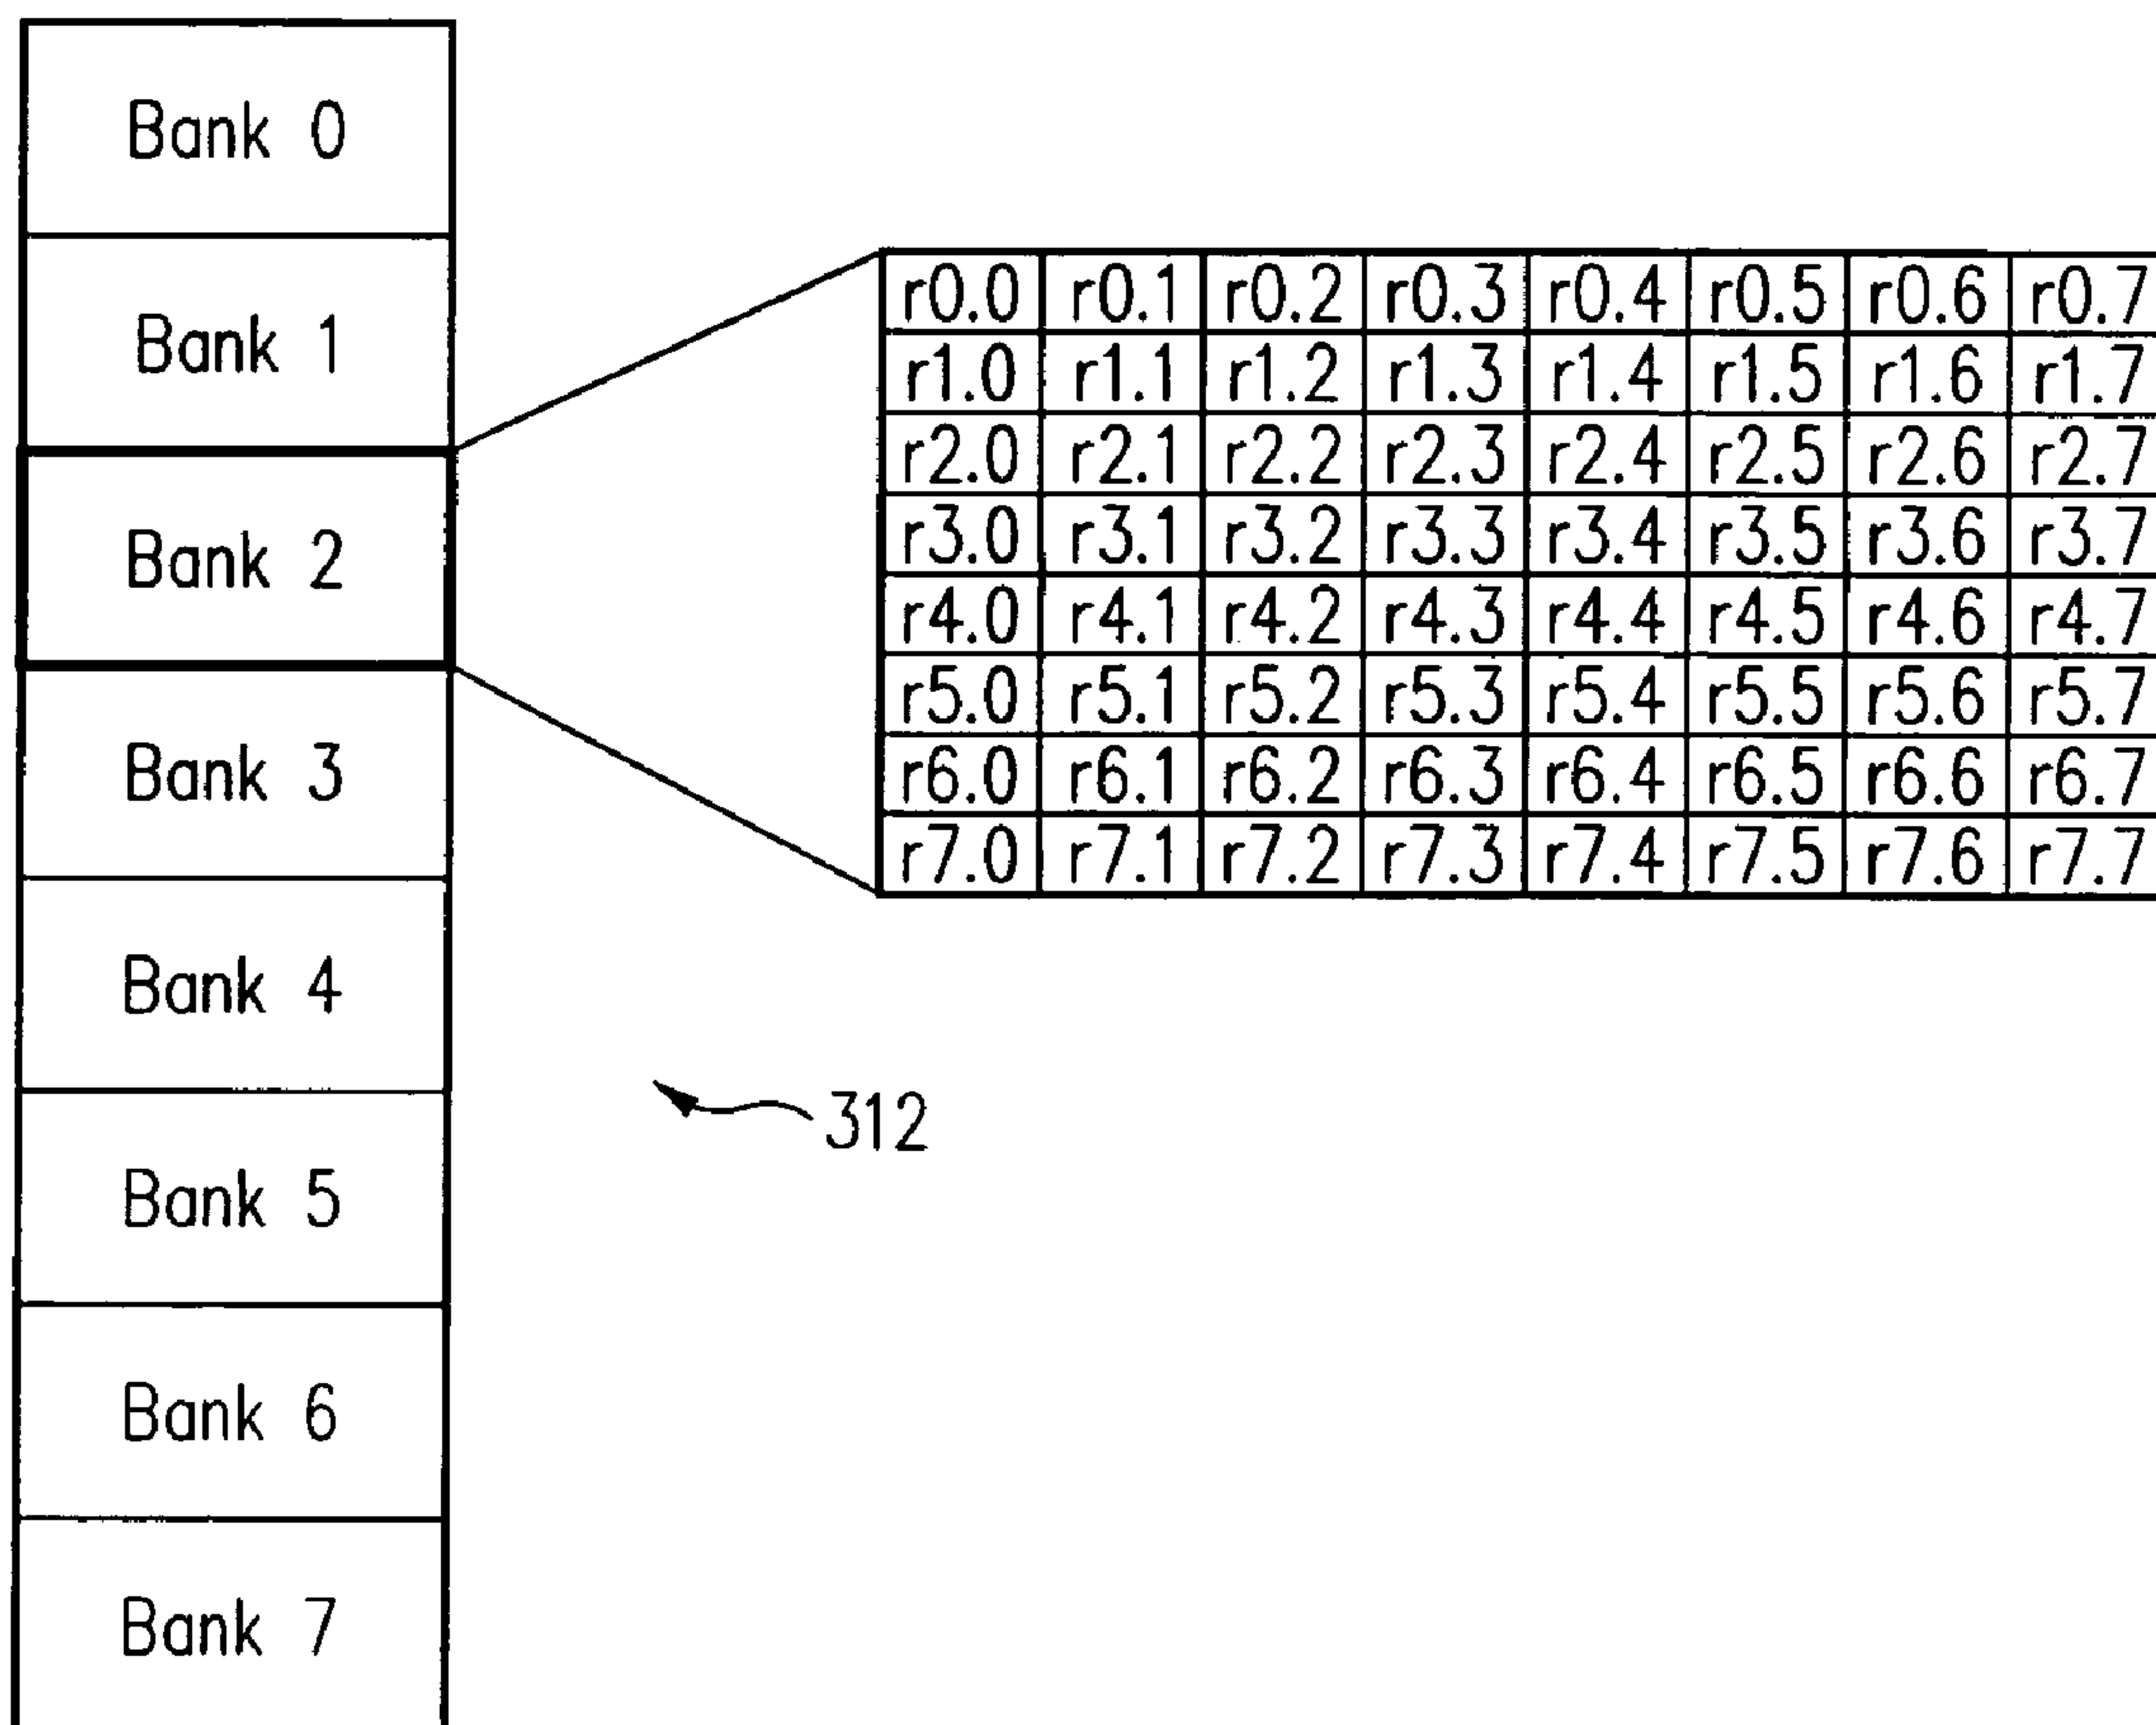 Bank 0
Bank 1
Bank 2
Bank 3
Bank 4
Bank 5
Bank 6
Bank 7
r0.0 r0.1 r0.2 r0.3 r0.4 r0.5 r0.6 r0.7
r1.0 r1.1 r1.2 r1.3 r1.4 r1.5 r1.6 r1.7
r2.0 r2.1 r2.2 r2.3 r2.4 r2.5 r2.6 r2.7
r3.0 r3.1 r3.2 r3.3 r3.4 r3.5 r3.6 r3.7
r4.0 r4.1 r4.2 r4.3 r4.4 r4.5 r4.6 r4.7
r5.0 r5.1 r5.2 r5.3 r5.4 r5.5 r5.6 r5.7
r6.0 r6.1 r6.2 r6.3 r6.4 r6.5 r6.6 r6.7
r7.0 r7.1 r7.2 r7.3 r7.4 r7.5 r7.6 r7.7
312